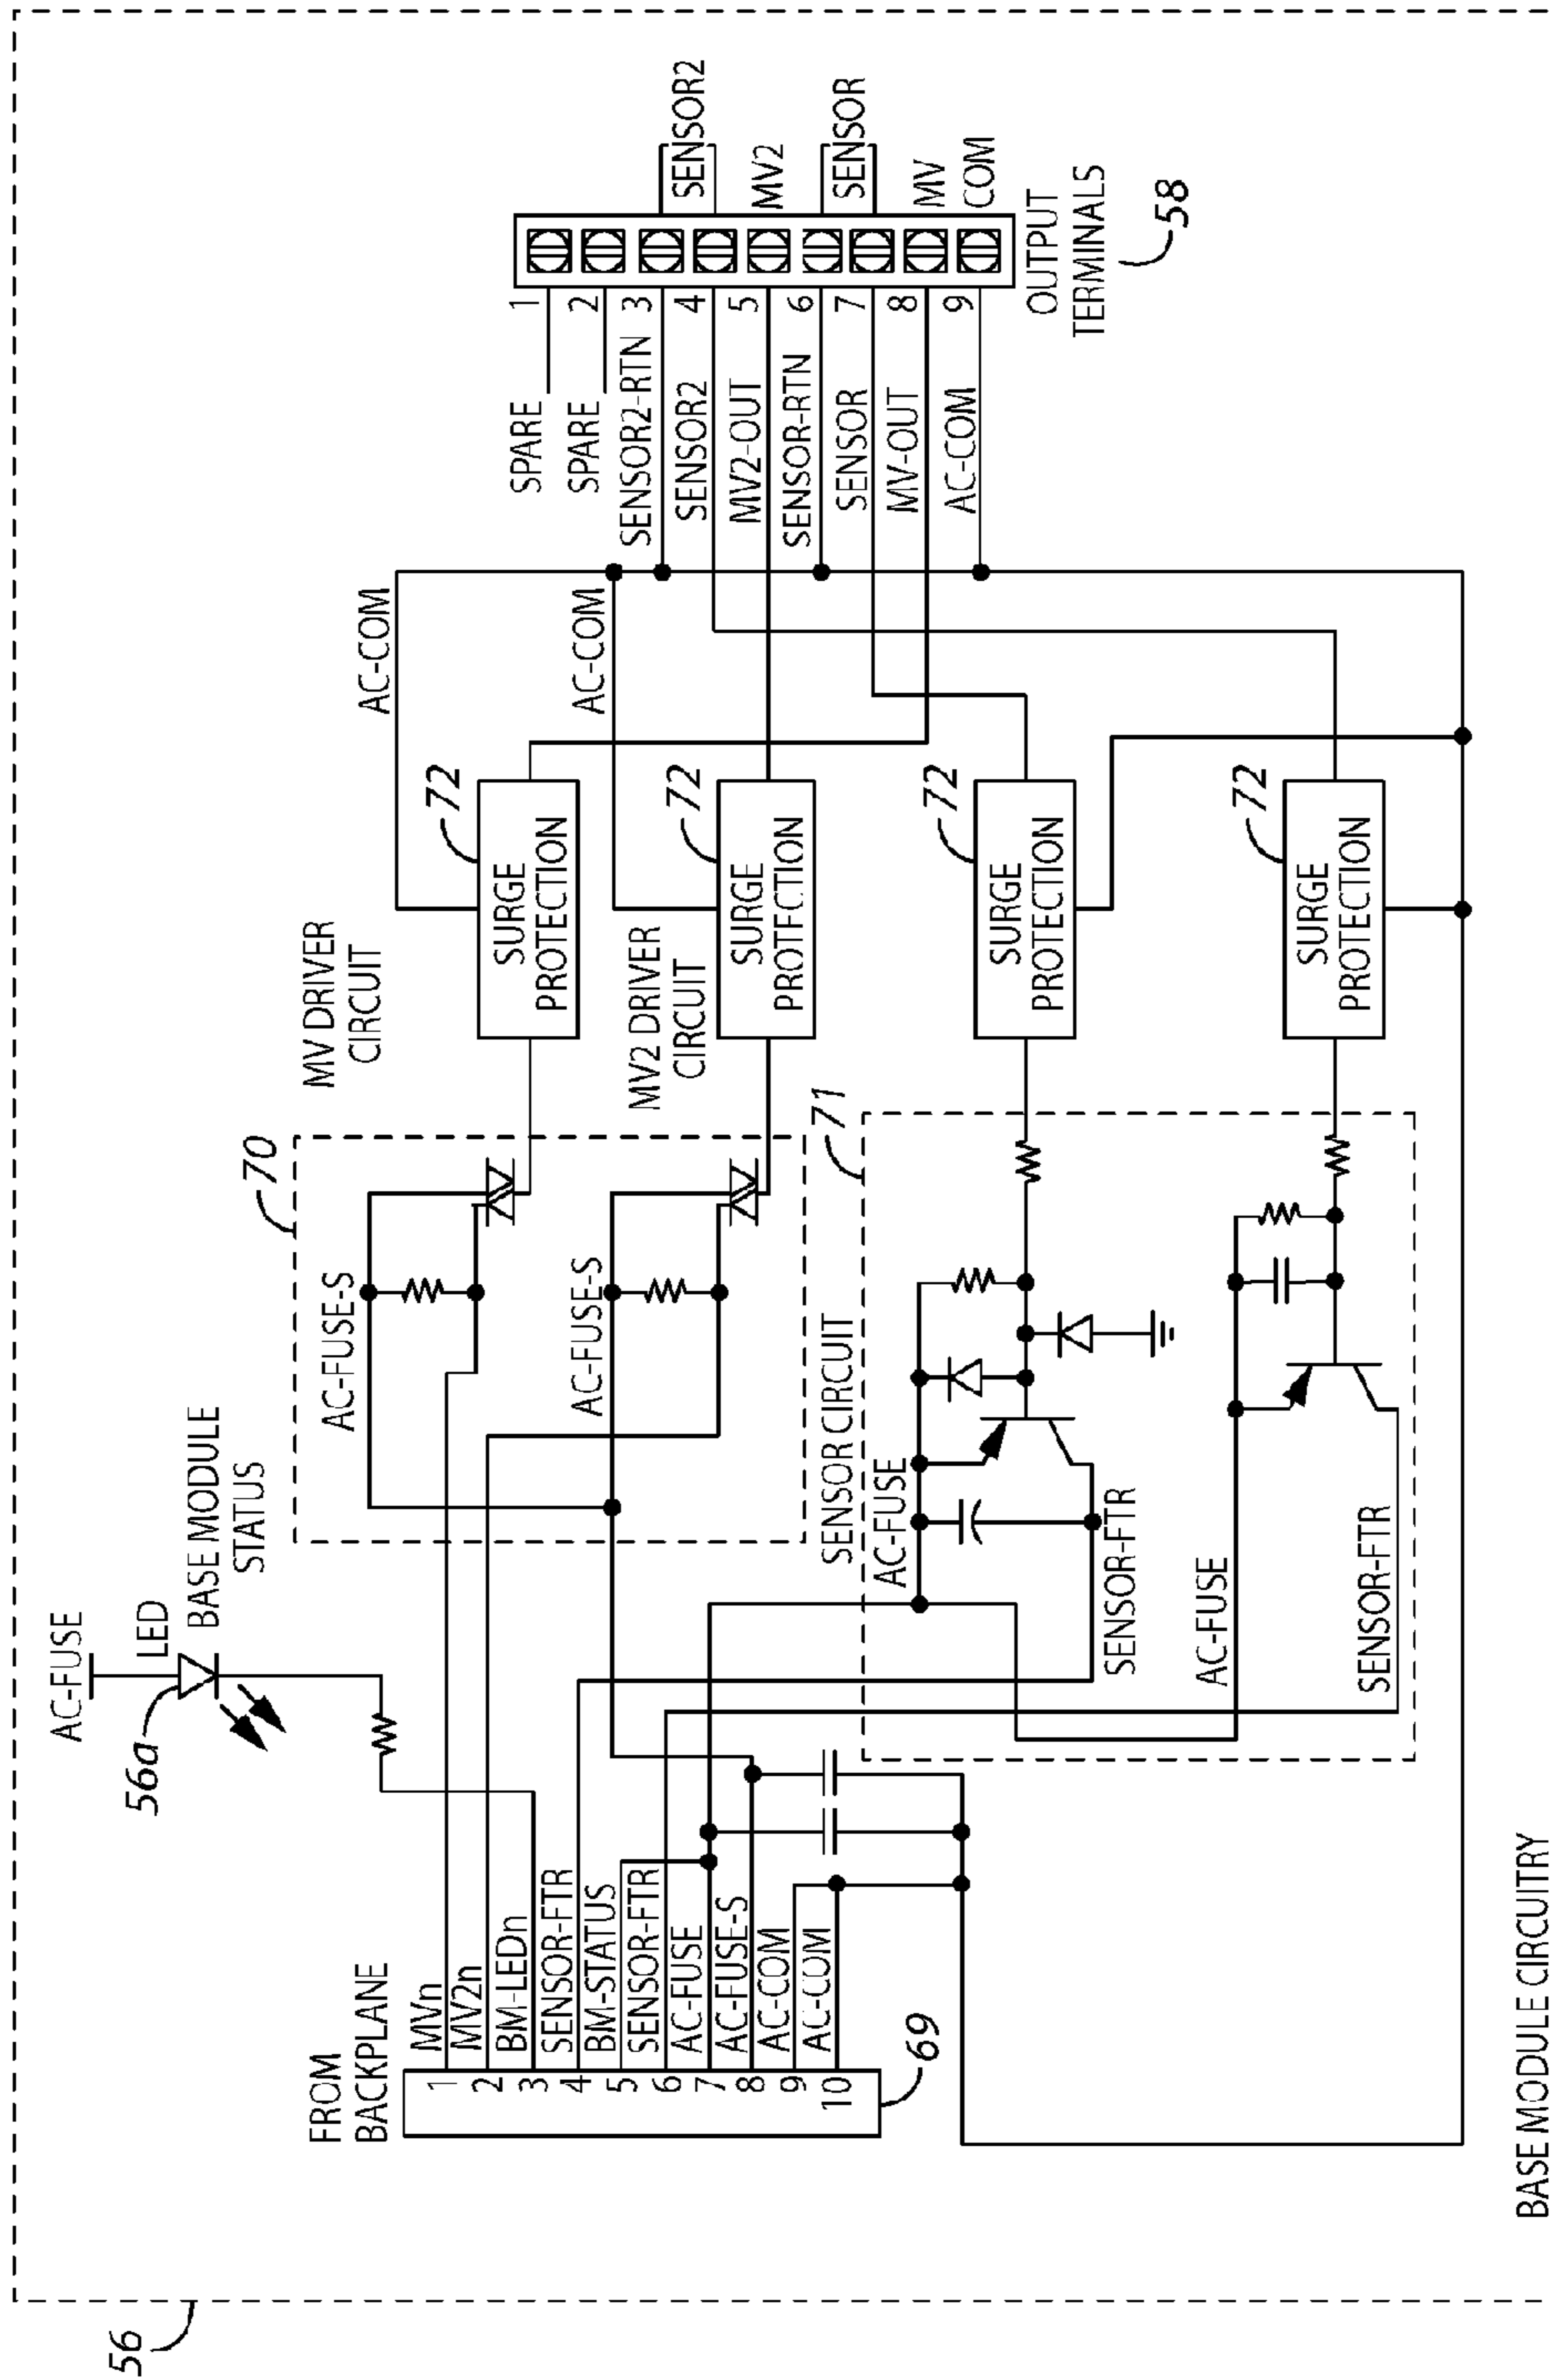 56
AC-FUSE
56a
LED
BASE MODULE
STATUS
FROM
BACKPLANE
1 MVn
2 MV2n
3 BM-LEDn
4 SENSOR-FTR
5 BM-STATUS
6 SENSOR-FTR
7 AC-FUSE
8 AC-FUSE-S
9 AC-COM
10 AC-COM
69
70
AC-FUSE-S
AC-FUSE-S
MV DRIVER
CIRCUIT
MV2 DRIVER
CIRCUIT
SENSOR CIRCUIT
71
AC-FUSE
SENSOR-FTR
AC-FUSE
SENSOR-FTR
72
SURGE
PROTECTION
72
SURGE
PROTFCTION
72
SURGE
PROTECTION
72
SURGE
PROTECTION
AC-COM
AC-COM
SPARE 1
SPARE 2
SENSOR2-RTN 3
SENSOR2 4
MV2-OUT 5
SENSOR-RTN 6
SENSOR 7
MV-OUT 8
AC-COM 9
SENSOR2
MV2
SENSOR
MV
COM
OUTPUT
TERMINALS
58
BASE MODULE CIRCUITRY